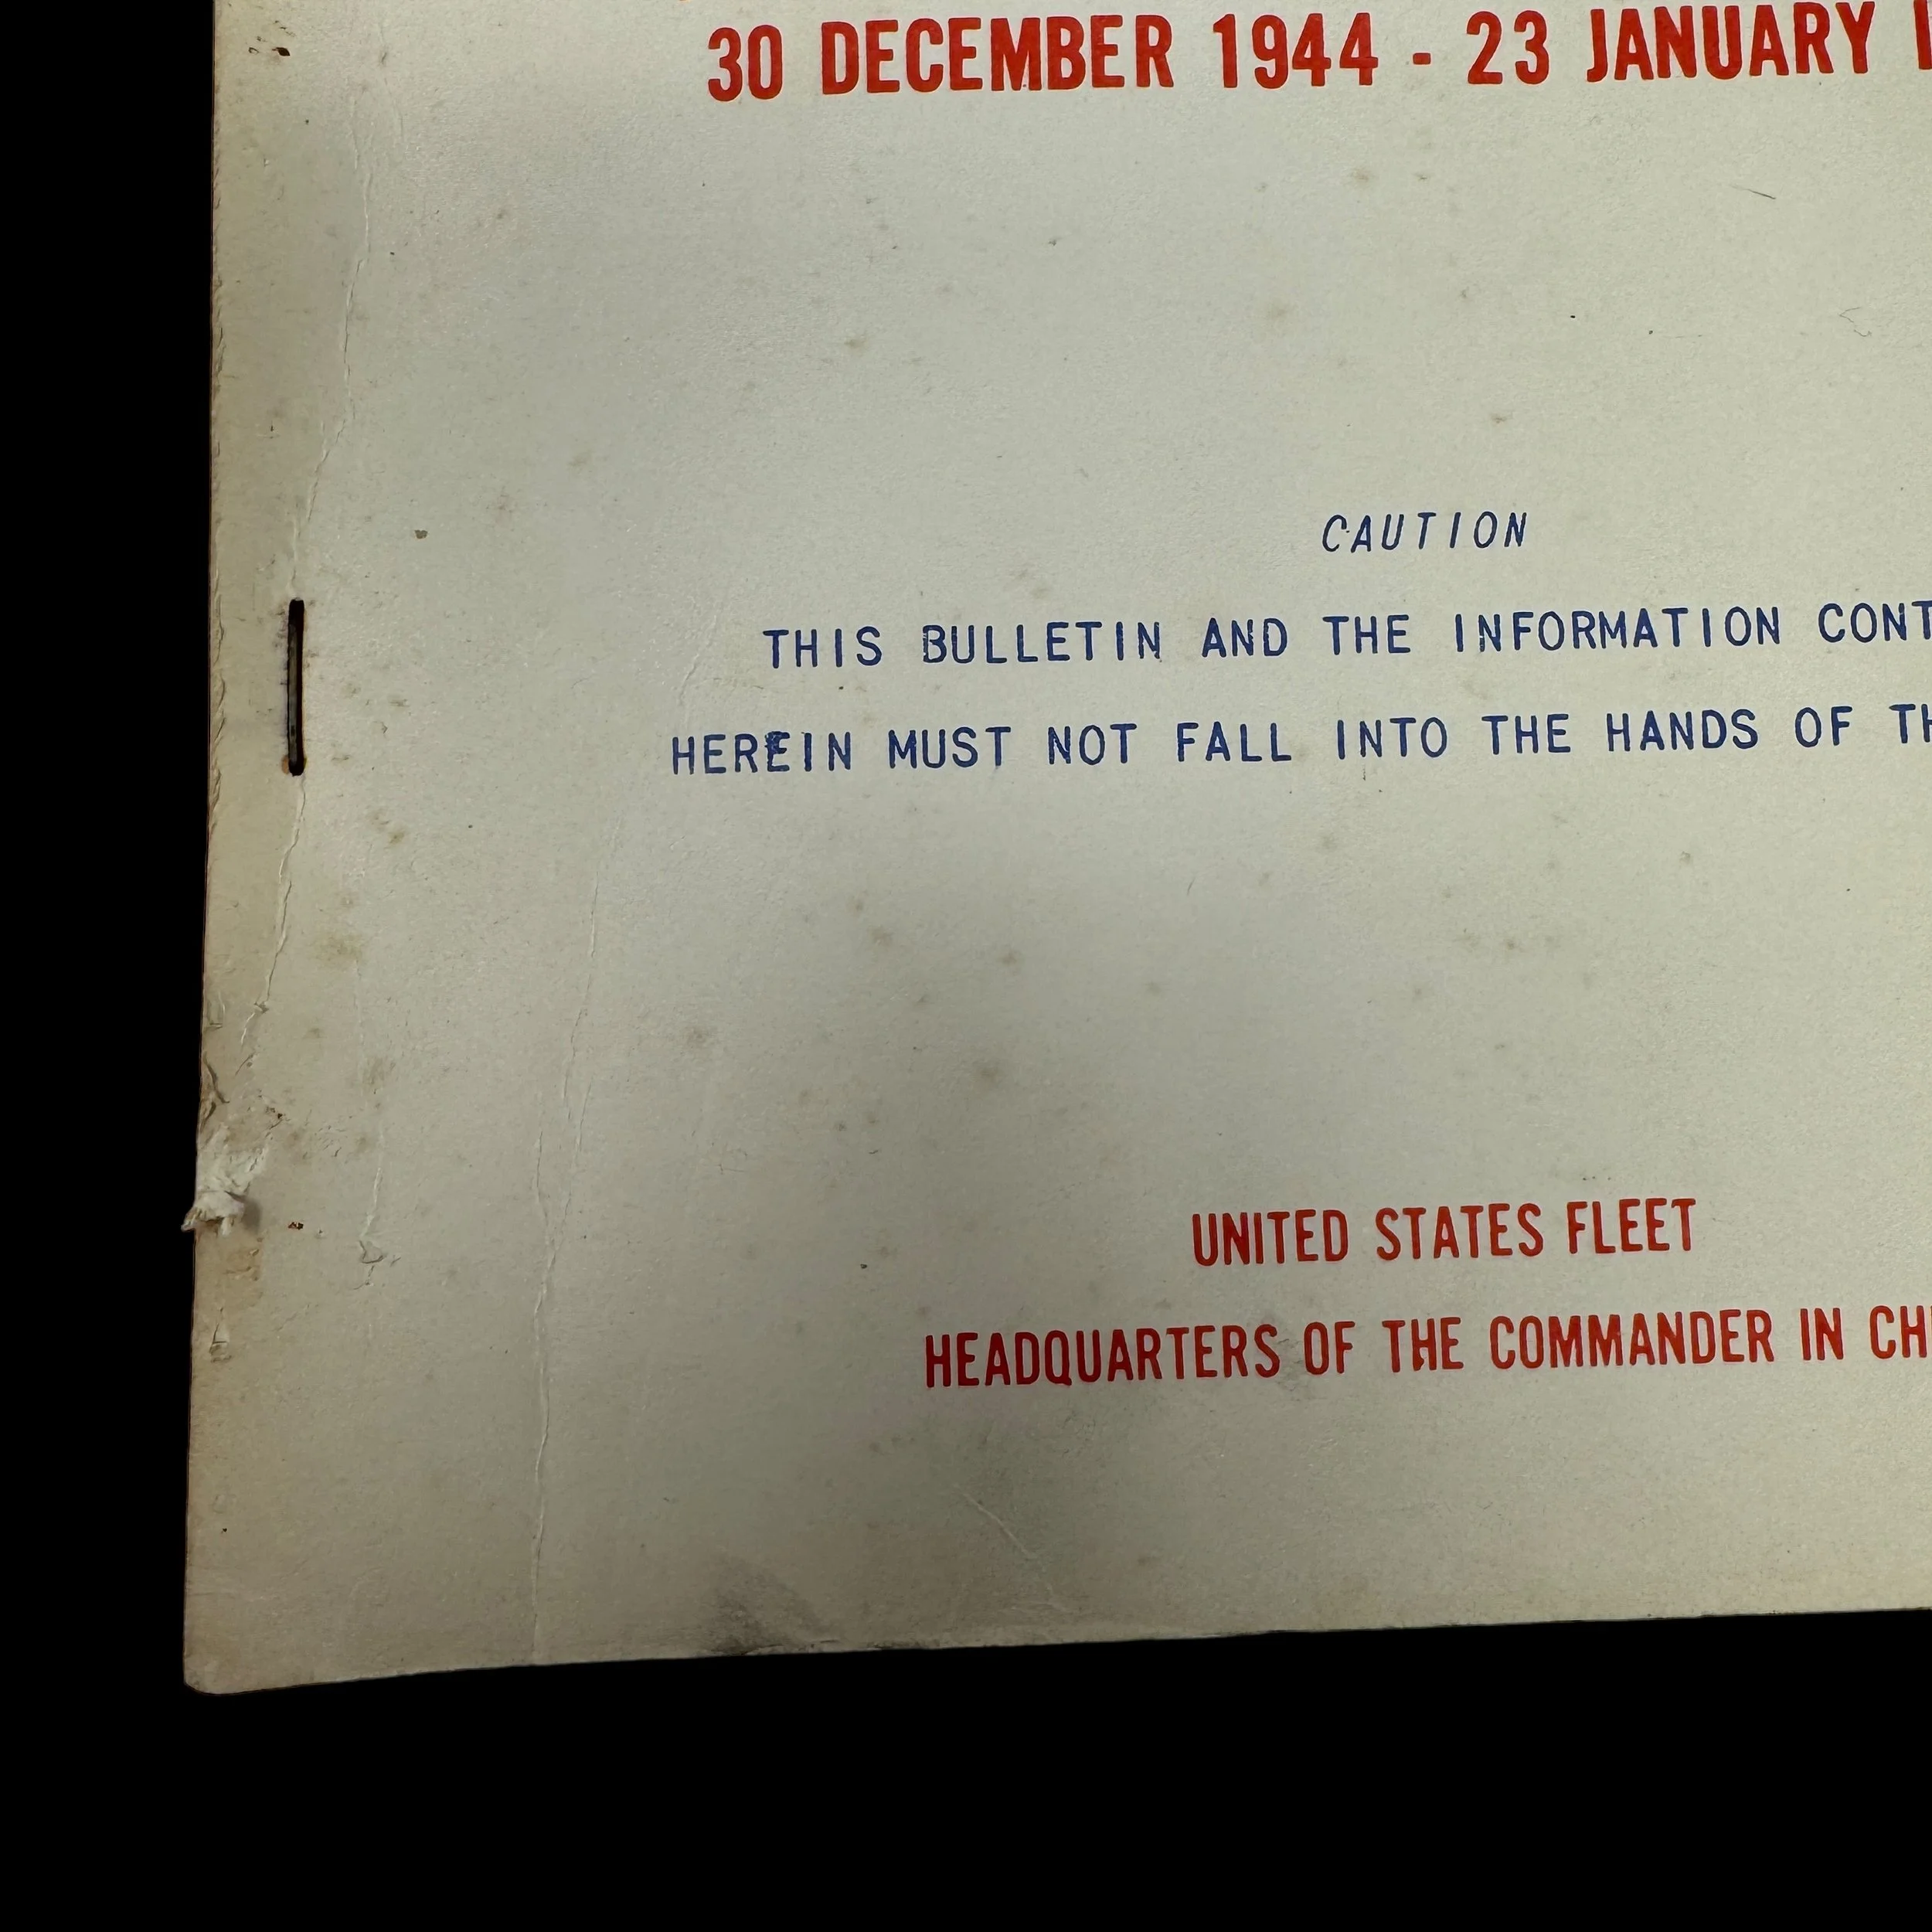 30 DECEMBER 1944 - 23 JANUARY
CAUTION
THIS BULLETIN AND THE INFORMATION CONT
HEREIN MUST NOT FALL INTO THE HANDS OF TH
UNITED STATES FLEET
HEADQUARTERS OF THE COMMANDER IN CH